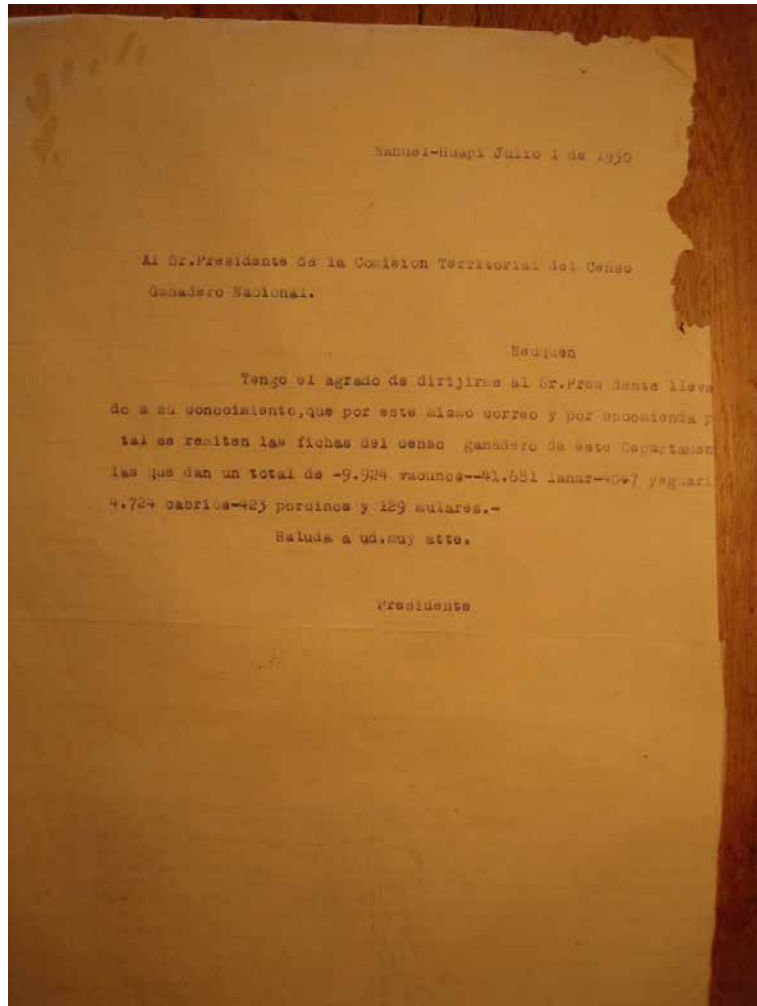 Nahuel-Huapi Julio 1 de 1930
Al Sr.Presidente de la Comision Territorial del Censo
Ganadero Nacional.
Neuquen
Tengo el agrado de dirijirme al Sr.Pres dente lleva
do a su conocimiento,que por este mismo correo y por encomienda p
tal se remiten las fichas del censo ganadero de este Departamen
las que dan un total de -9.924 vacunos--41.681 lanar- yeguari
4.724 cabrios-423 porcinos y 129 mulares.-
Saluda a ud.muy atte.
Presidente